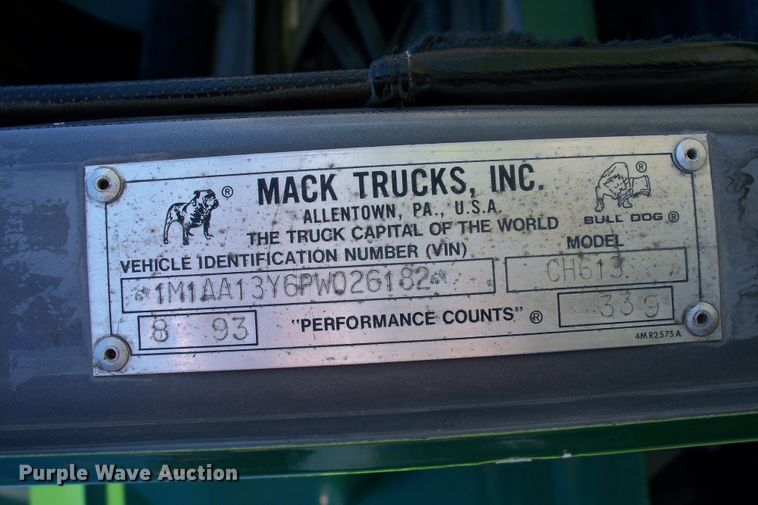 MACK TRUCKS, INC.
ALLENTOWN, PA., U.S.A.
THE TRUCK CAPITAL OF THE WORLD
® ®
BULL DOG ®
VEHICLE IDENTIFICATION NUMBER (VIN) MODEL
*1M1AA13Y6PW026182* CH613
8 93 "PERFORMANCE COUNTS" ® 339
4MR2575A
Purple Wave Auction